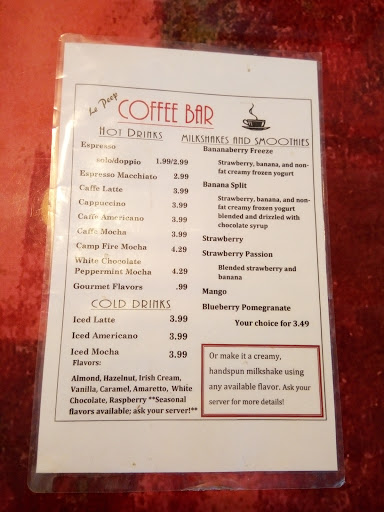 Le Peep
COFFEE BAR
HOT DRINKS
Espresso
solo/doppio 1.99/2.99
Espresso Macchiato 2.99
Caffe Latte 3.99
Cappuccino 3.99
Caffe Americano 3.99
Caffe Mocha 3.99
Camp Fire Mocha 4.29
White Chocolate
Peppermint Mocha 4.29
Gourmet Flavors .99
COLD DRINKS
Iced Latte 3.99
Iced Americano 3.99
Iced Mocha 3.99
Flavors:
Almond, Hazelnut, Irish Cream,
Vanilla, Caramel, Amaretto, White
Chocolate, Raspberry **Seasonal
flavors available; ask your server!**
MILKSHAKES AND SMOOTHIES
Bananaberry Freeze
Strawberry, banana, and non-
fat creamy frozen yogurt
Banana Split
Strawberry, banana, and non-
fat creamy frozen yogurt
blended and drizzled with
chocolate syrup
Strawberry
Strawberry Passion
Blended strawberry and
banana
Mango
Blueberry Pomegranate
Your choice for 3.49
Or make it a creamy,
handspun milkshake using
any available flavor. Ask your
server for more details!